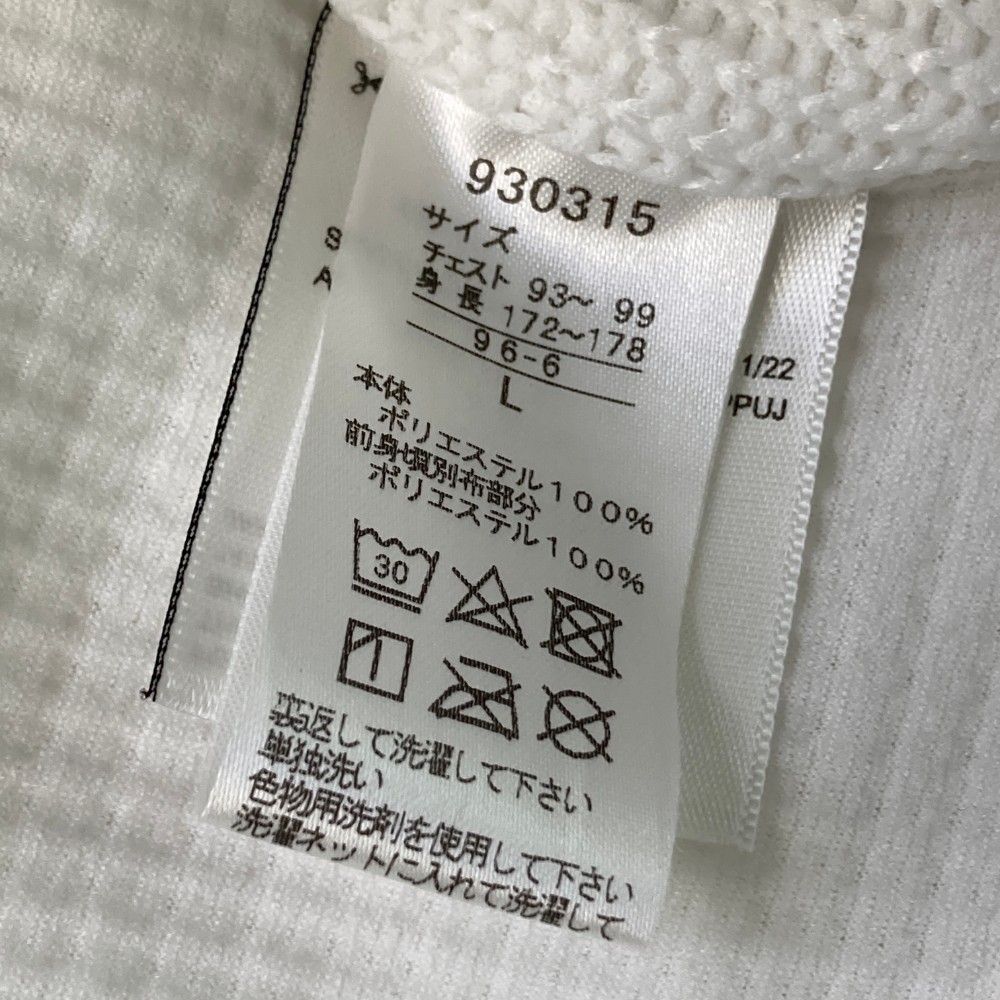 930315
サイズ
チェスト 93～ 99
身 長 172～178
96-6
L
本体
ポリエステル100%
前身頃別布部分
ポリエステル100%
30
裏返して洗濯して下さい
単独洗い
色物用洗剤を使用して下さい
洗濯ネットに入れて洗濯して
S
A
1/22
PPUJ